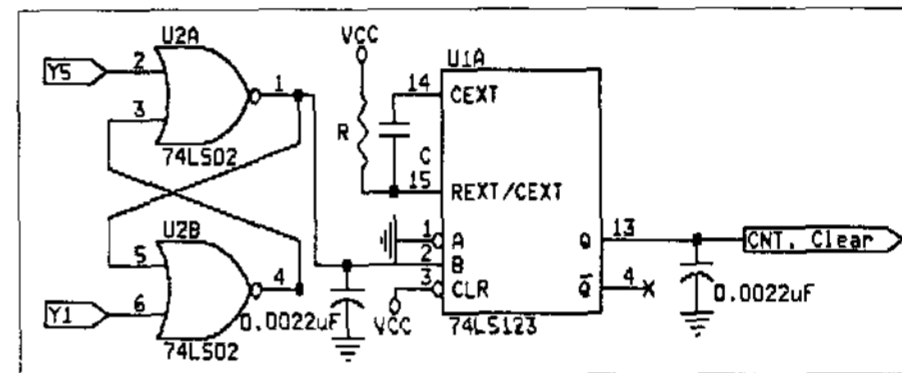 U2A
Y5
2
3
1
74LS02
U2B
5
6
4
Y1
74LS02
0.0022uF
VCC
R
C
U1A
14
CEXT
15
REXT/CEXT
1
A
2
B
3
CLR
VCC
74LS123
Q
13
Q
4
CNT. Clear
0.0022uF